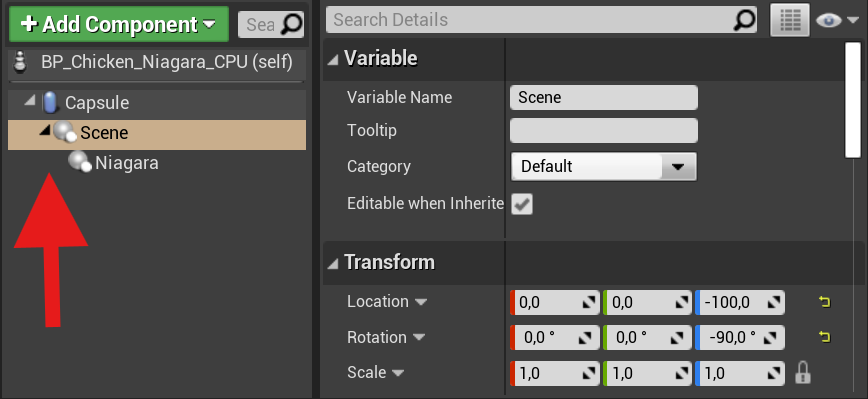 + Add Component
Sea
BP_Chicken_Niagara_CPU (self)
Capsule
Scene
Niagara
Search Details
Variable
Variable Name Scene
Tooltip
Category Default
Editable when Inherite
Transform
Location 0,0 0,0 -100,0
Rotation 0,0 ° 0,0 ° -90,0 °
Scale 1,0 1,0 1,0